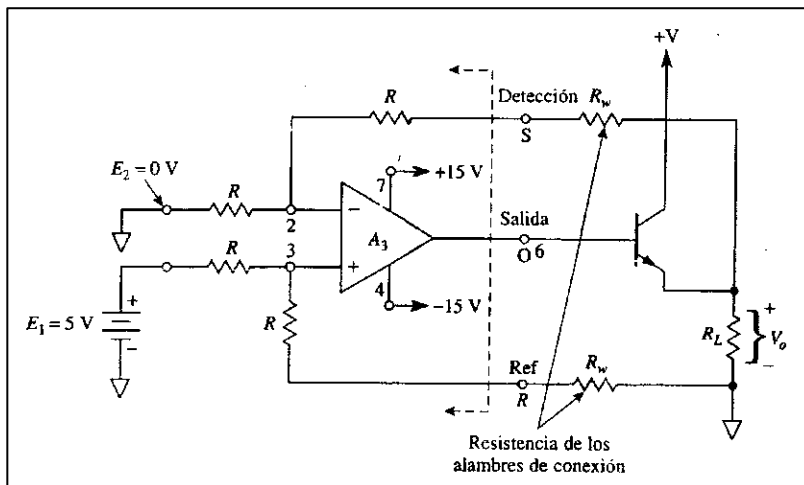 +V
R
Detección
R_w
S
E_2 = 0 V
R
7
+15 V
2
−
Salida
A_3
O 6
3
R
+
4
−15 V
E_1 = 5 V
+
−
R
R_L
+
V_o
−
Ref
R_w
R
Resistencia de los
alambres de conexión